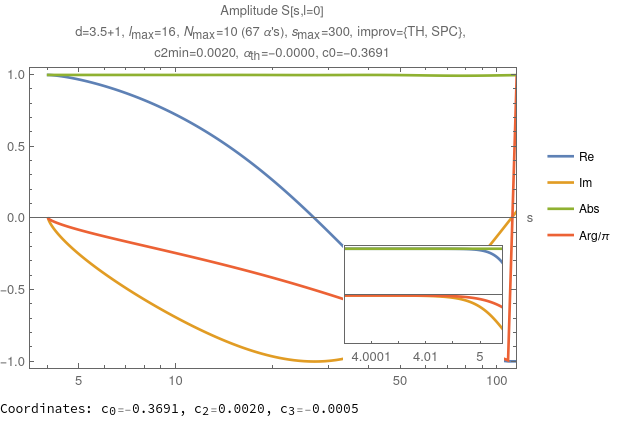 Amplitude S[s,l=0]
d=3.5+1, lmax=16, Nmax=10 (67 α's), smax=300, improv={TH, SPC},
c2min=0.0020, αth=-0.0000, c0=-0.3691
1.0
0.5
0.0
-0.5
-1.0
s
Re
Im
Abs
Arg/π
4.0001 4.01 5
5 10 50 100
Coordinates: c0=-0.3691, c2=0.0020, c3=-0.0005